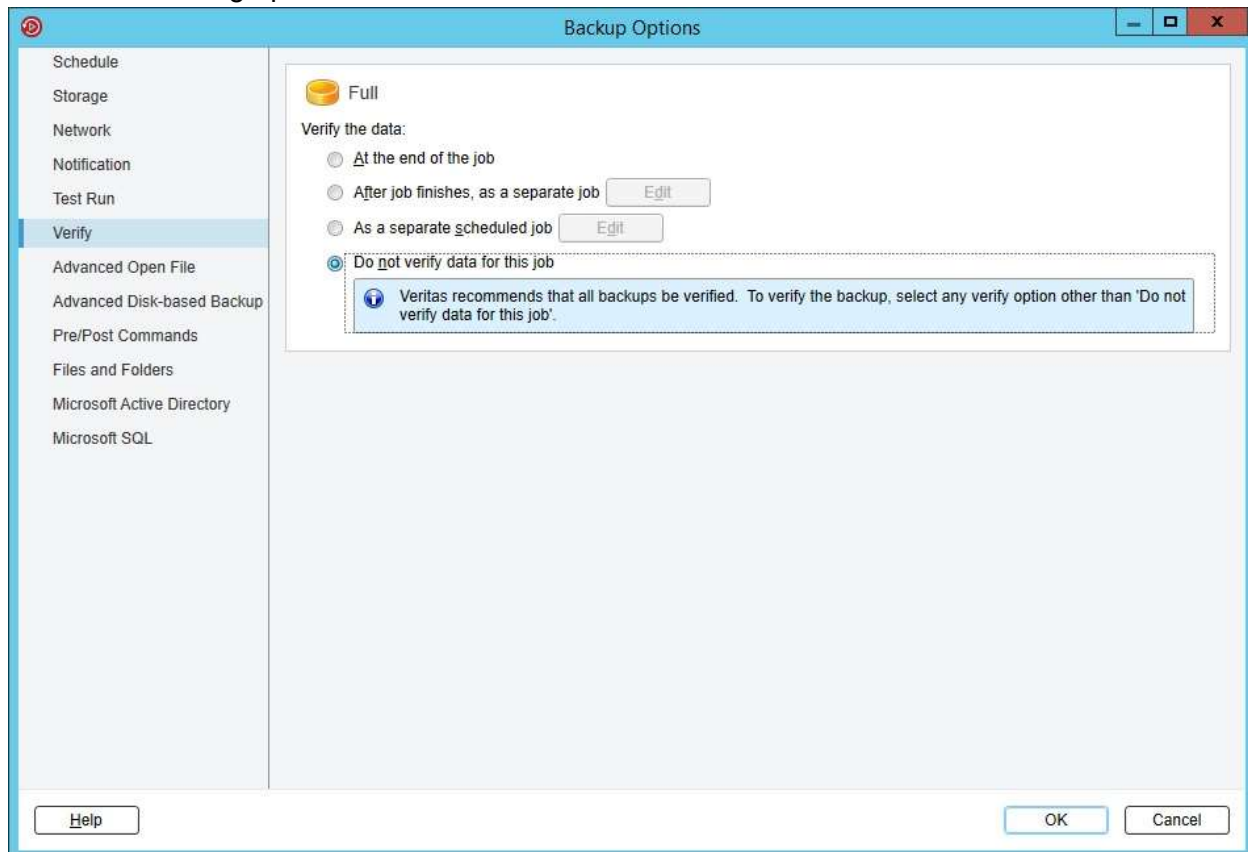 Backup Options
Schedule
Storage
Network
Notification
Test Run
Verify
Advanced Open File
Advanced Disk-based Backup
Pre/Post Commands
Files and Folders
Microsoft Active Directory
Microsoft SQL
Full
Verify the data:
At the end of the job
After job finishes, as a separate job Edit
As a separate scheduled job Edit
Do not verify data for this job
Veritas recommends that all backups be verified. To verify the backup, select any verify option other than 'Do not
verify data for this job'.
Help
OK Cancel